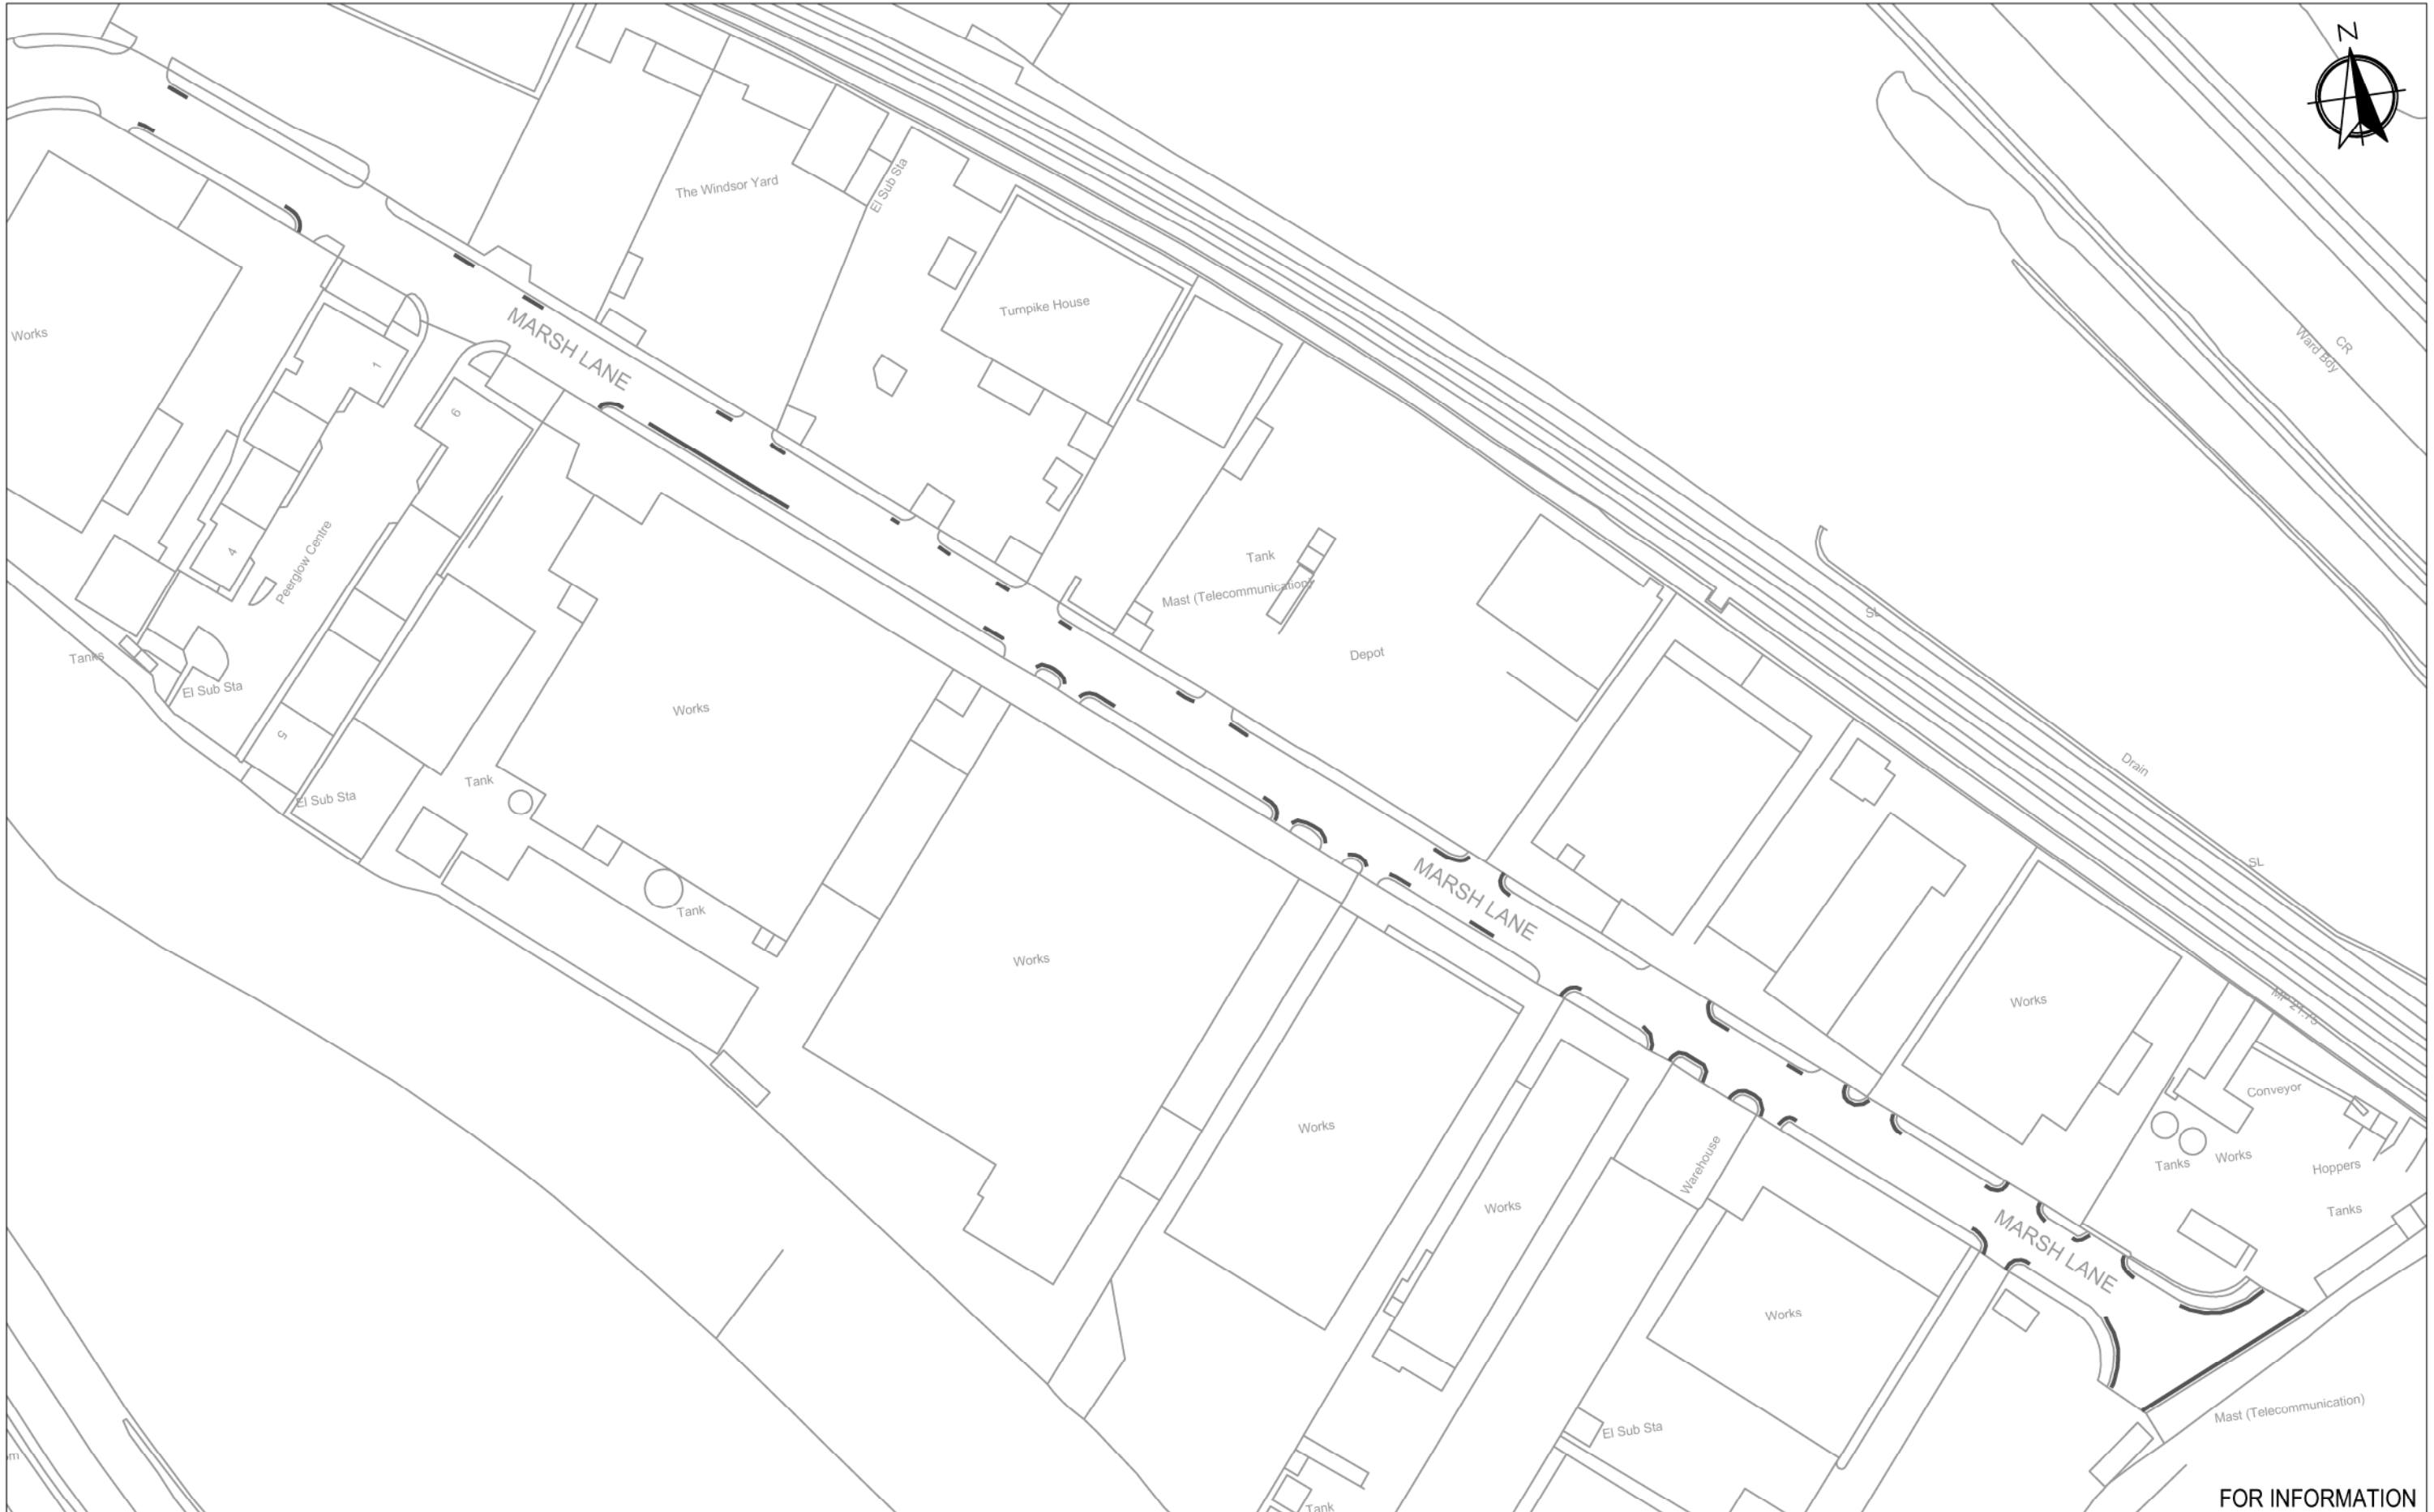 N
The Windsor Yard
El Sub Sta
Turnpike House
Works
MARSH LANE
CR
Ward Bdy
1
6
4
Peerglow Centre
Tank
Mast (Telecommunication)
Depot
SL
Tanks
El Sub Sta
Works
5
Tank
El Sub Sta
Drain
SL
Tank
MARSH LANE
Works
Works
MP 21.75
Conveyor
Works
Warehouse
Tanks
Works
Hoppers
Works
Tanks
MARSH LANE
Works
Mast (Telecommunication)
El Sub Sta
m
Tank
FOR INFORMATION